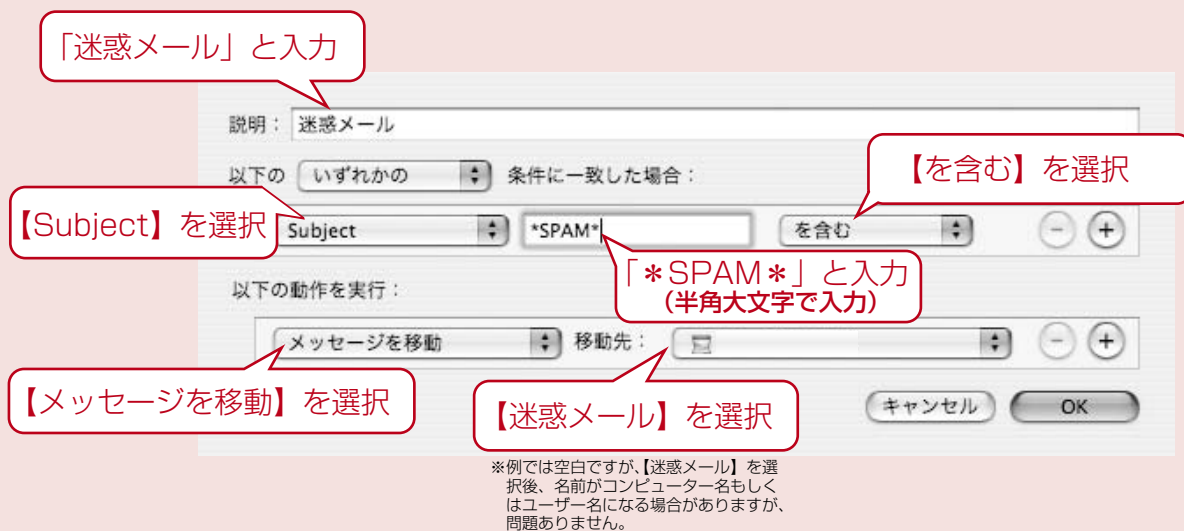 「迷惑メール」と入力
説明： 迷惑メール
以下の いずれかの 条件に一致した場合：
【を含む】を選択
【Subject】を選択
Subject *SPAM* を含む
「＊SPAM＊」と入力
（半角大文字で入力）
以下の動作を実行：
メッセージを移動 移動先：
【メッセージを移動】を選択
【迷惑メール】を選択
キャンセル OK
※例では空白ですが、【迷惑メール】を選
択後、名前がコンピューター名もしく
はユーザー名になる場合がありますが、
問題ありません。